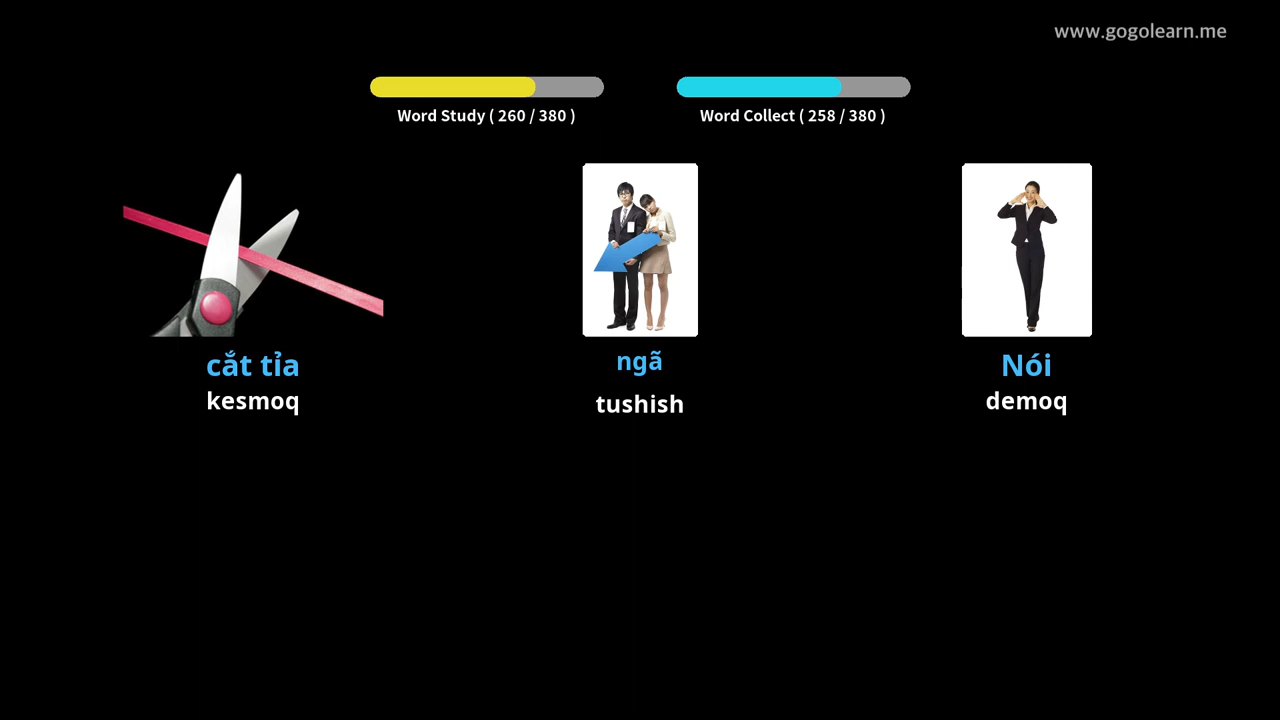 www.gogolearn.me
Word Study ( 260 / 380 )
Word Collect ( 258 / 380 )
cắt tỉa
kesmoq
ngã
tushish
Nói
demoq